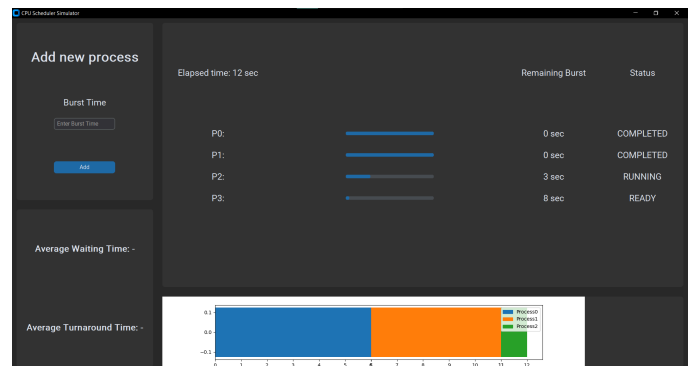 CPU Scheduler Simulator
Add new process
Burst Time
Enter Burst Time
Add
Average Waiting Time: -
Average Turnaround Time: -
Elapsed time: 12 sec Remaining Burst Status
P0: 0 sec COMPLETED
P1: 0 sec COMPLETED
P2: 3 sec RUNNING
P3: 8 sec READY
0.1
0.0
−0.1
Process0
Process1
Process2
0 1 2 3 4 5 6 7 8 9 10 11 12